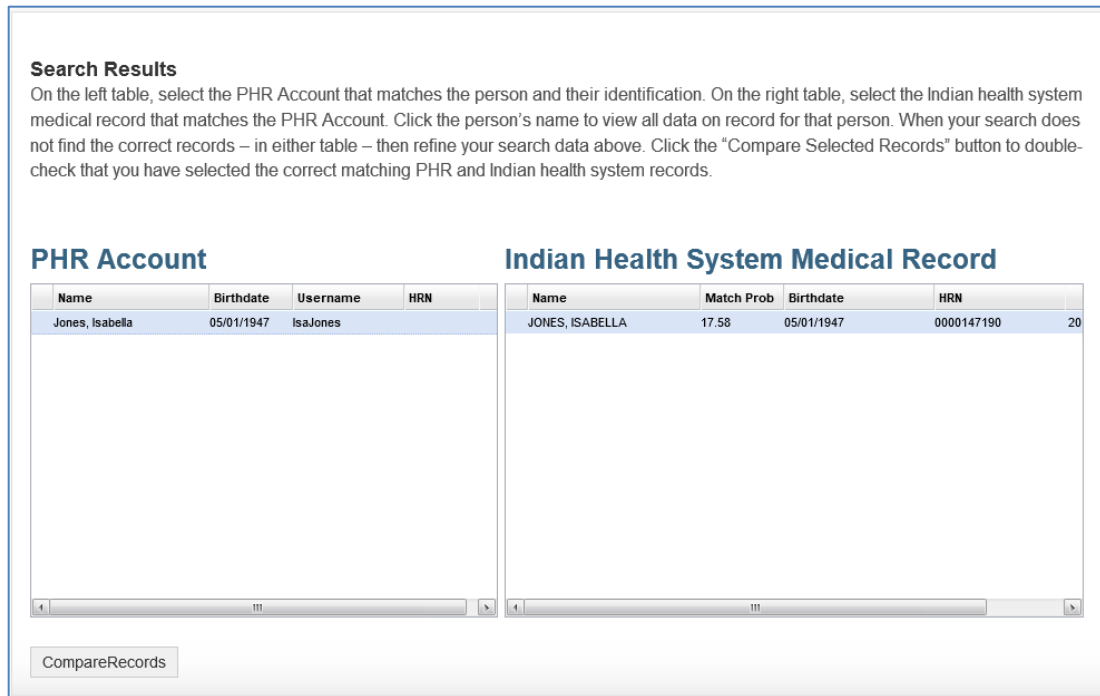 Search Results
On the left table, select the PHR Account that matches the person and their identification. On the right table, select the Indian health system
medical record that matches the PHR Account. Click the person's name to view all data on record for that person. When your search does
not find the correct records – in either table – then refine your search data above. Click the “Compare Selected Records” button to double-
check that you have selected the correct matching PHR and Indian health system records.
PHR Account
Indian Health System Medical Record
Name Birthdate Username HRN
Name Match Prob Birthdate HRN
Jones, Isabella 05/01/1947 IsaJones
JONES, ISABELLA 17.58 05/01/1947 0000147190 20
CompareRecords